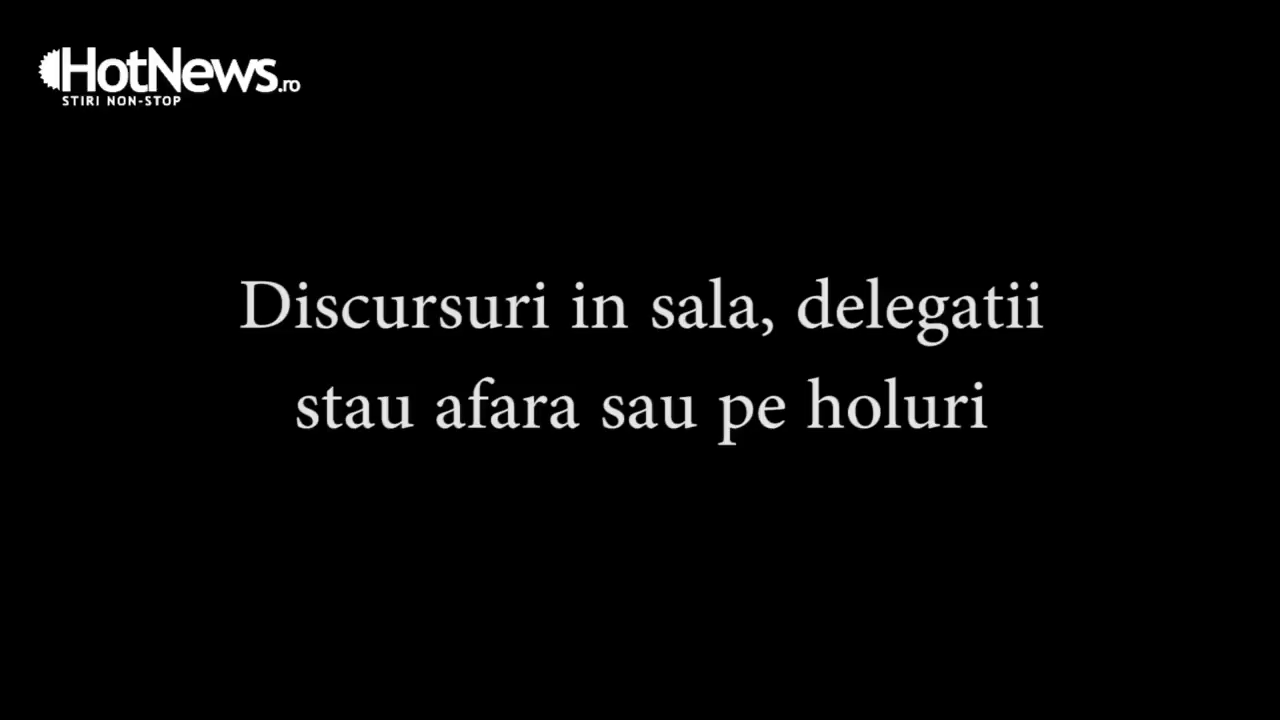 HotNews.ro
STIRI NON-STOP
Discursuri in sala, delegatii
stau afara sau pe holuri